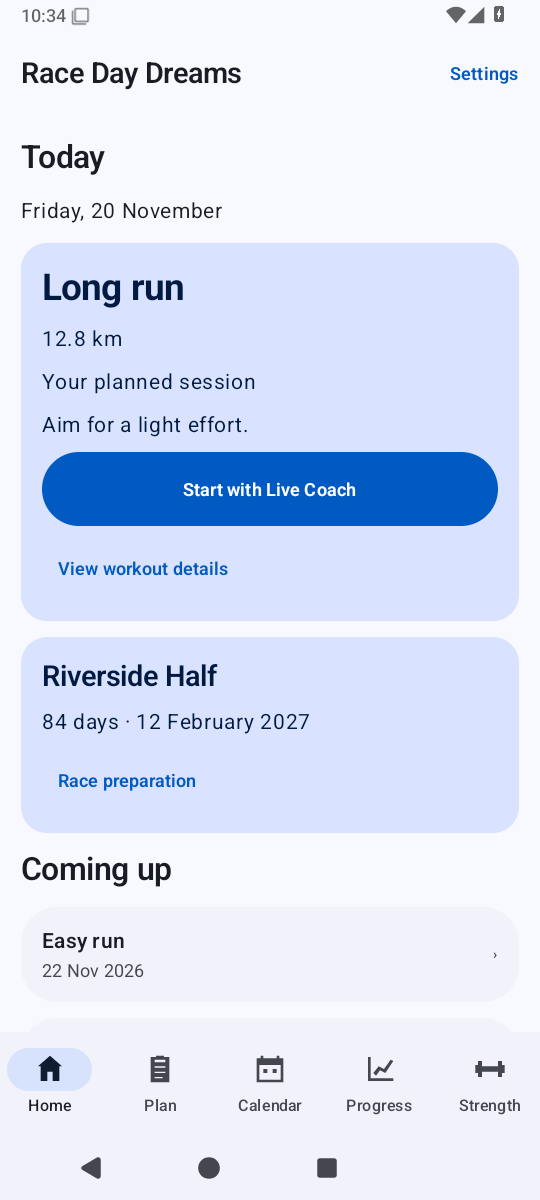 10:34
Race Day Dreams
Settings
Today
Friday, 20 November
Long run
12.8 km
Your planned session
Aim for a light effort.
Start with Live Coach
View workout details
Riverside Half
84 days · 12 February 2027
Race preparation
Coming up
Easy run
22 Nov 2026
›
Home
Plan
Calendar
Progress
Strength